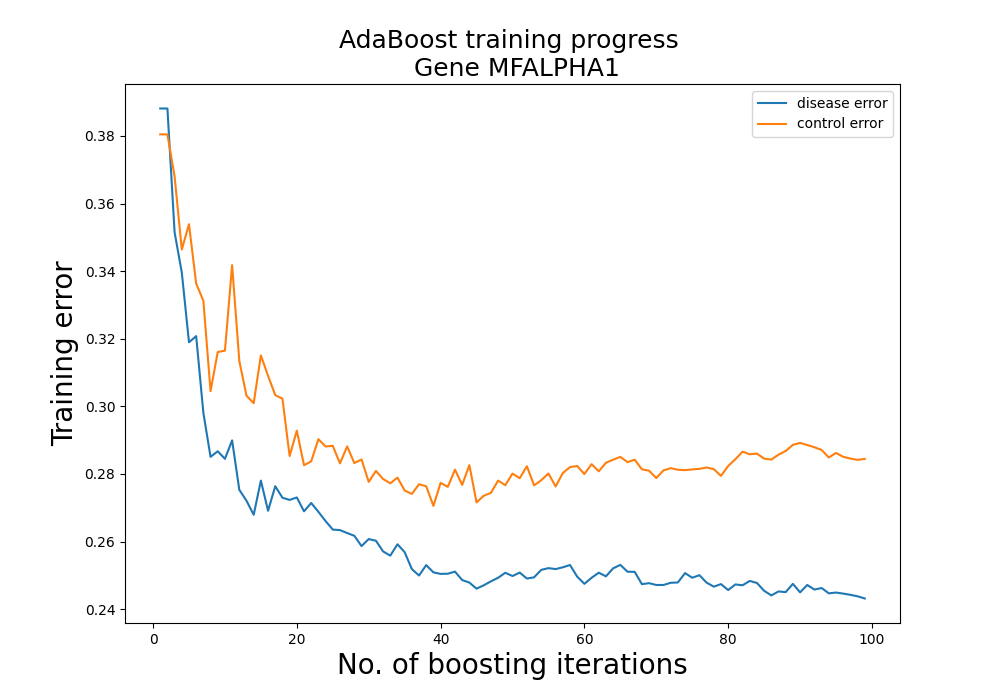 AdaBoost training progress
Gene MFALPHA1
disease error
control error
Training error
0.38
0.36
0.34
0.32
0.30
0.28
0.26
0.24
0 20 40 60 80 100
No. of boosting iterations